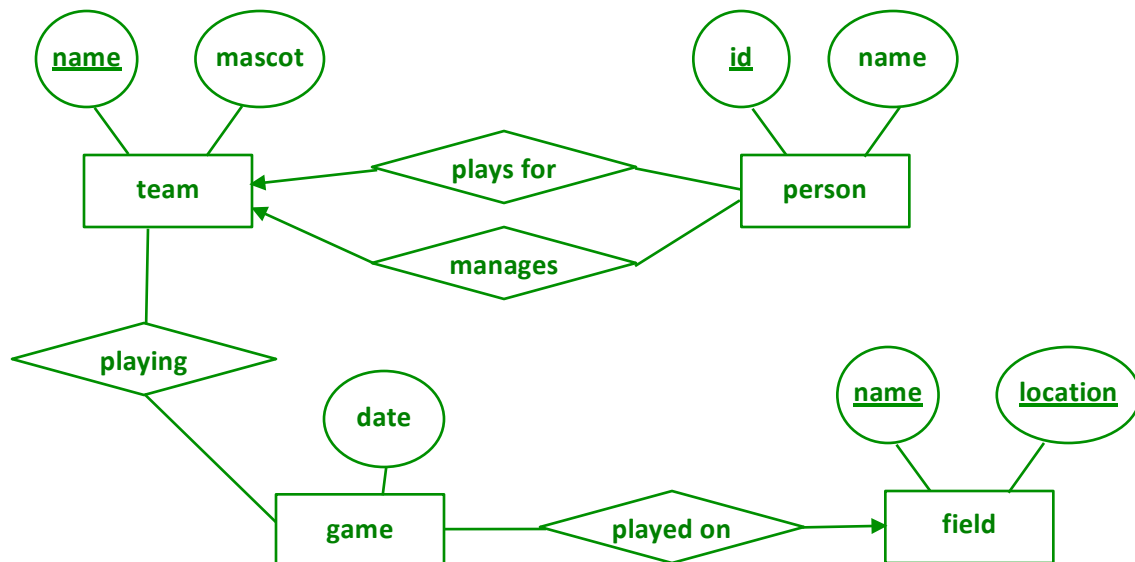 name
mascot
id
name
plays for
team
person
manages
playing
name
location
date
game
played on
field